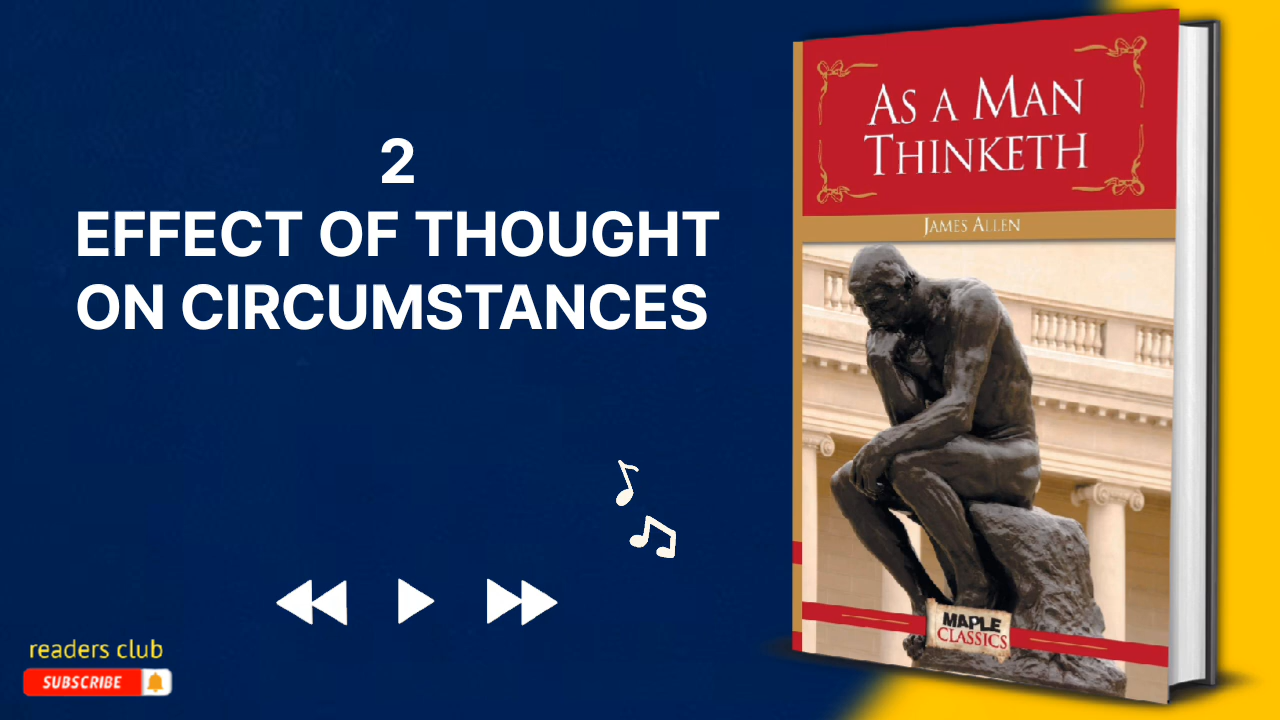 2
EFFECT OF THOUGHT
ON CIRCUMSTANCES
readers club
SUBSCRIBE
AS A MAN
THINKETH
JAMES ALLEN
MAPLE
CLASSICS